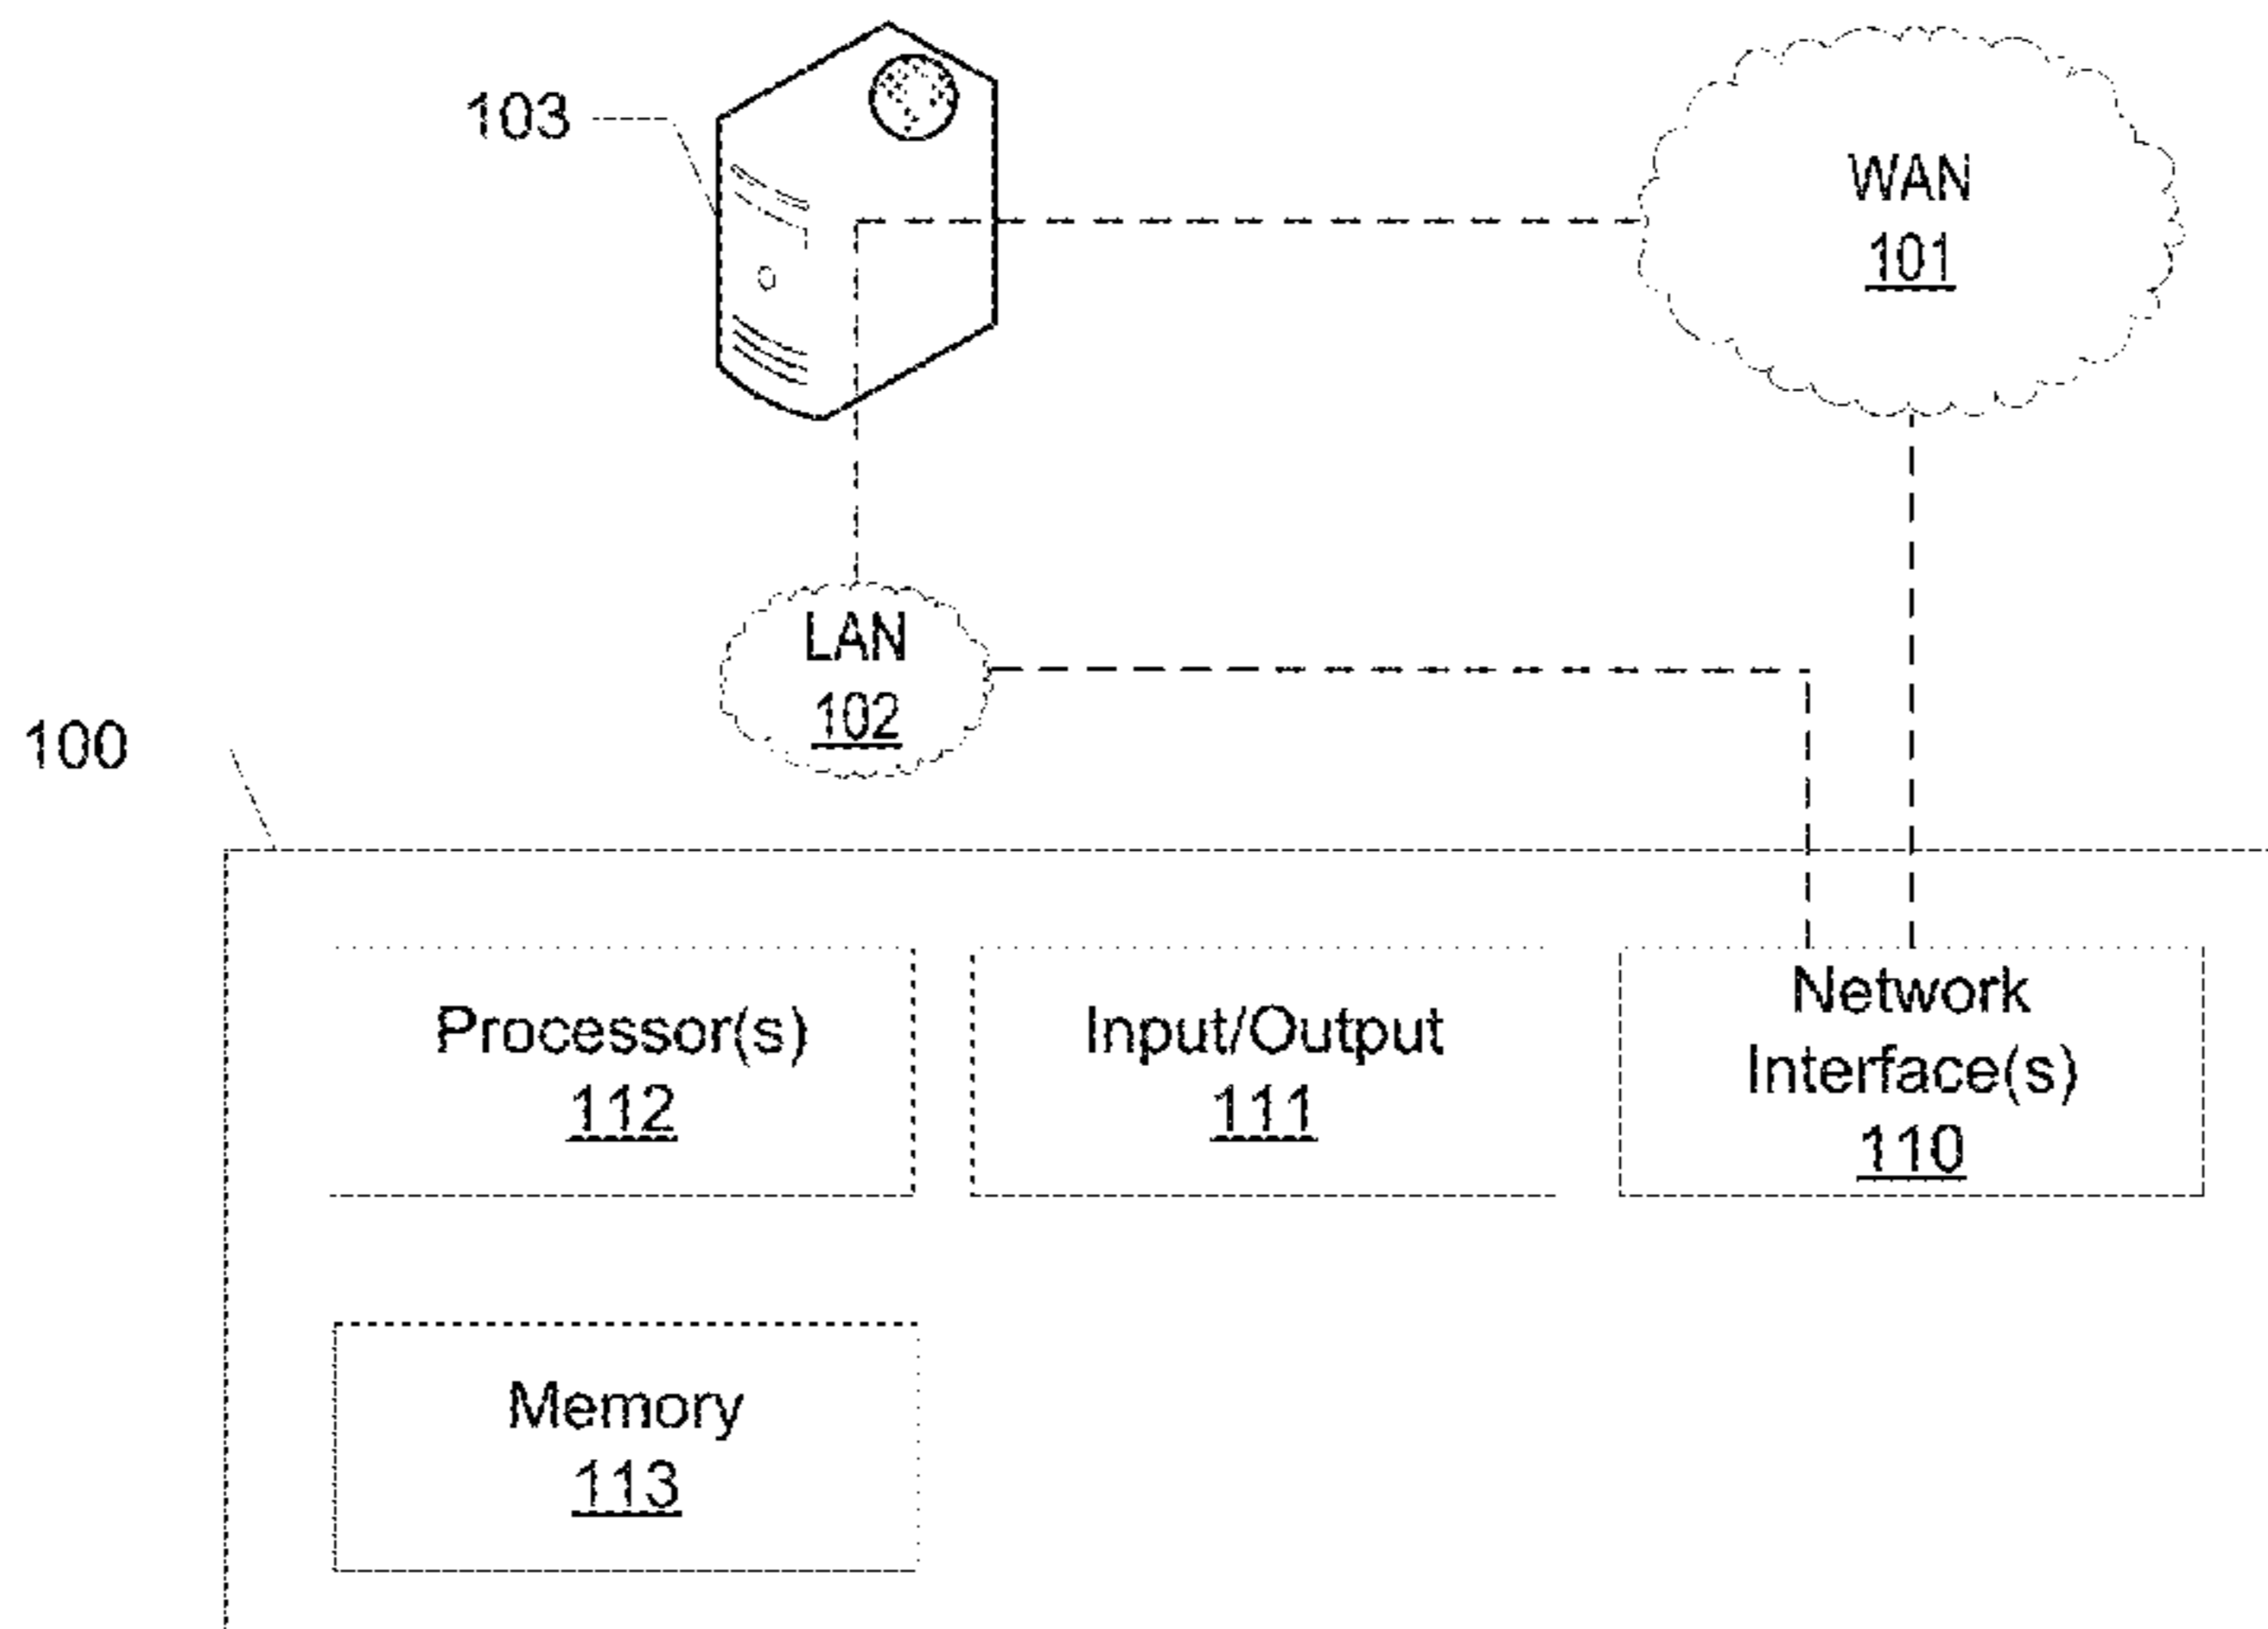 103
WAN
101
LAN
102
100
Processor(s)
112
Input/Output
111
Network
Interface(s)
110
Memory
113